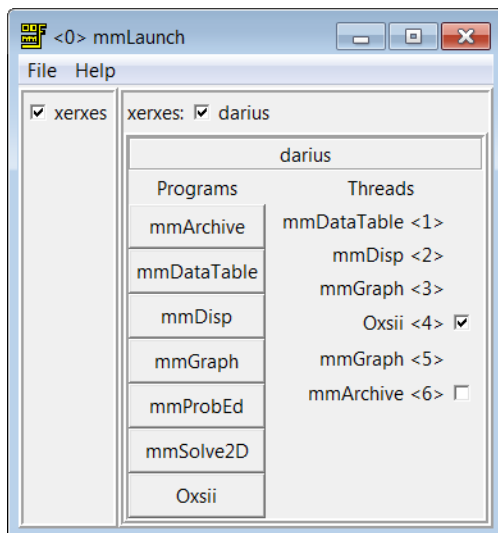 <0> mmLaunch
File Help
xerxes
xerxes: darius
darius
Programs
Threads
mmArchive
mmDataTable
mmDisp
mmGraph
mmProbEd
mmSolve2D
Oxsii
mmDataTable <1>
mmDisp <2>
mmGraph <3>
Oxsii <4>
mmGraph <5>
mmArchive <6>